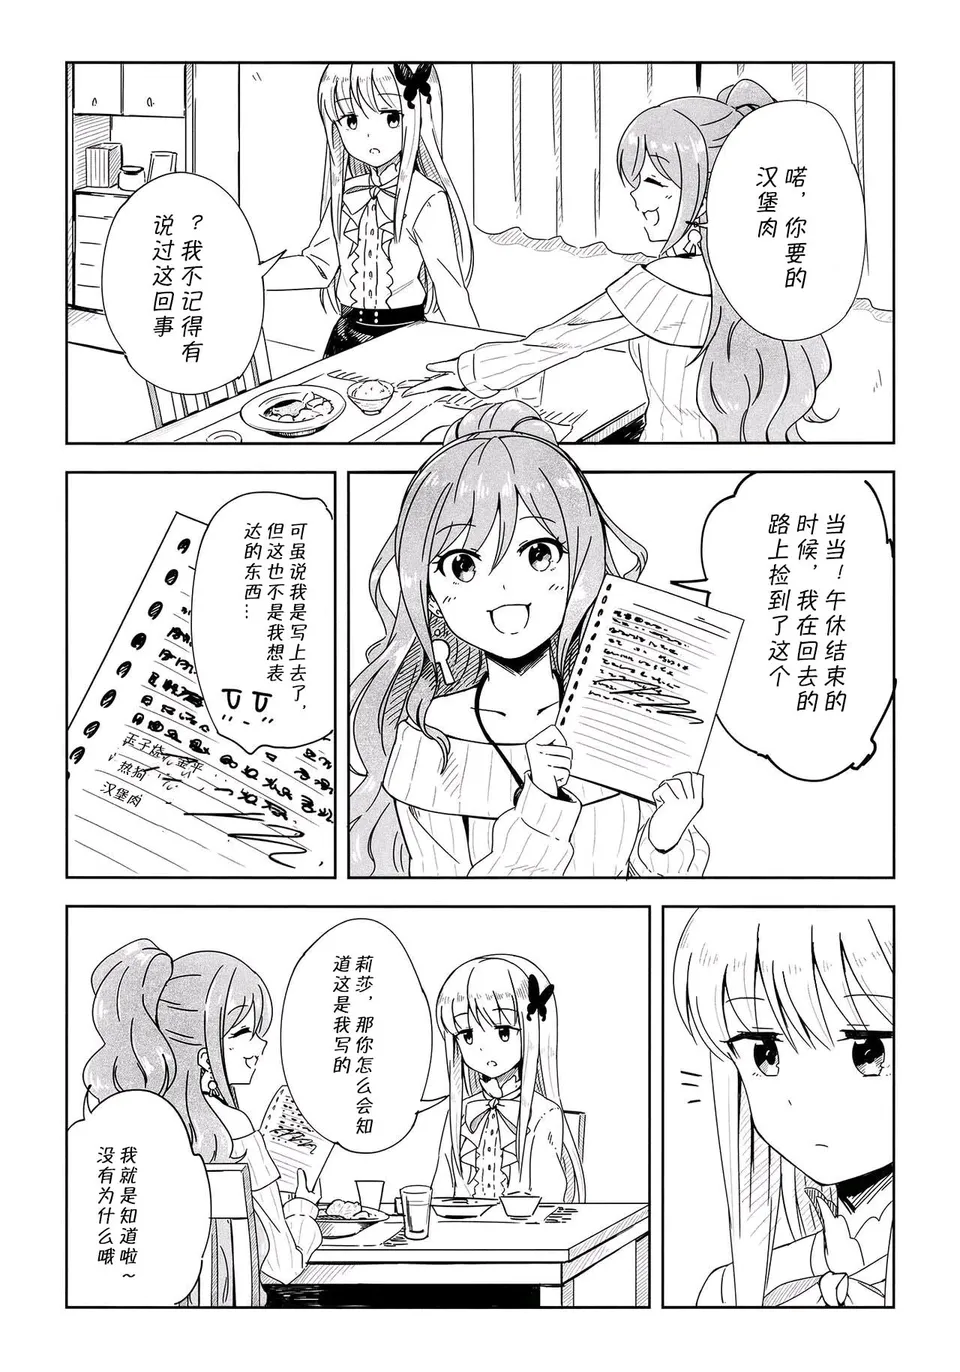 喏，你要的
汉堡肉
？我不记得有
说过这回事
当当！午休结束的
时候，我在回去的
路上捡到了这个
可虽说我是写上去了，
但这也不是我想表
达的东西…
玉子烧
热狗
汉堡肉
莉莎，那你怎么会知
道这是我写的
我就是知道啦~
没有为什么哦